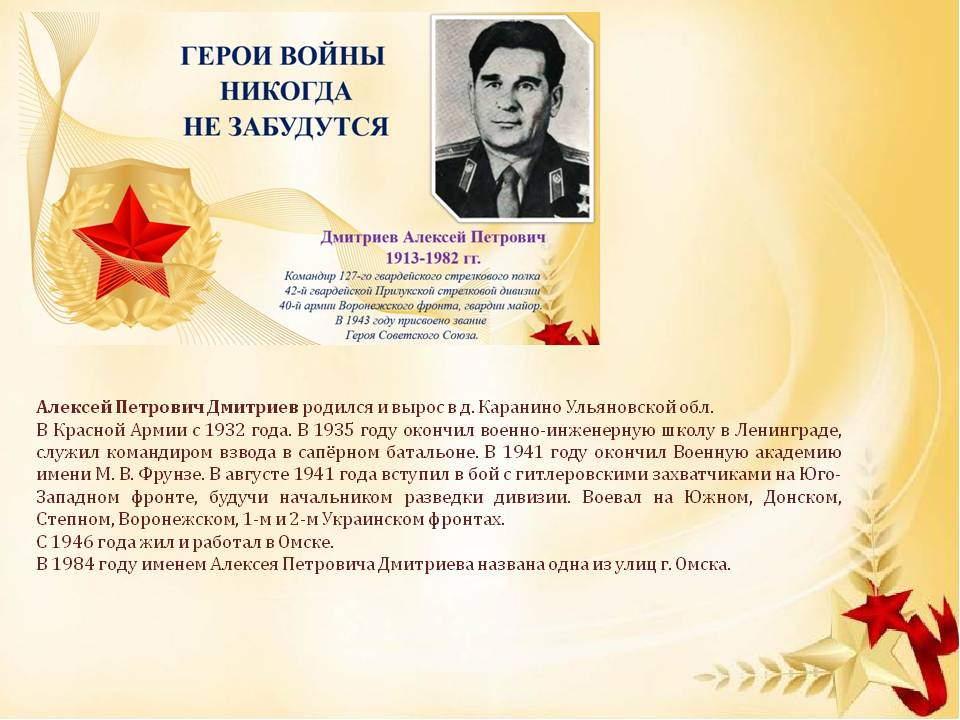 ГЕРОИ ВОЙНЫ
НИКОГДА
НЕ ЗАБУДУТСЯ
Дмитриев Алексей Петрович
1913-1982 гг.
Командир 127-го гвардейского стрелкового полка
42-й гвардейской Прилукской стрелковой дивизии
40-й армии Воронежского фронта, гвардии майор.
В 1943 году присвоено звание
Героя Советского Союза.
Алексей Петрович Дмитриев родился и вырос в д. Каранино Ульяновской обл.
В Красной Армии с 1932 года. В 1935 году окончил военно-инженерную школу в Ленинграде,
служил командиром взвода в сапёрном батальоне. В 1941 году окончил Военную академию
имени М. В. Фрунзе. В августе 1941 года вступил в бой с гитлеровскими захватчиками на Юго-
Западном фронте, будучи начальником разведки дивизии. Воевал на Южном, Донском,
Степном, Воронежском, 1-м и 2-м Украинском фронтах.
С 1946 года жил и работал в Омске.
В 1984 году именем Алексея Петровича Дмитриева названа одна из улиц г. Омска.